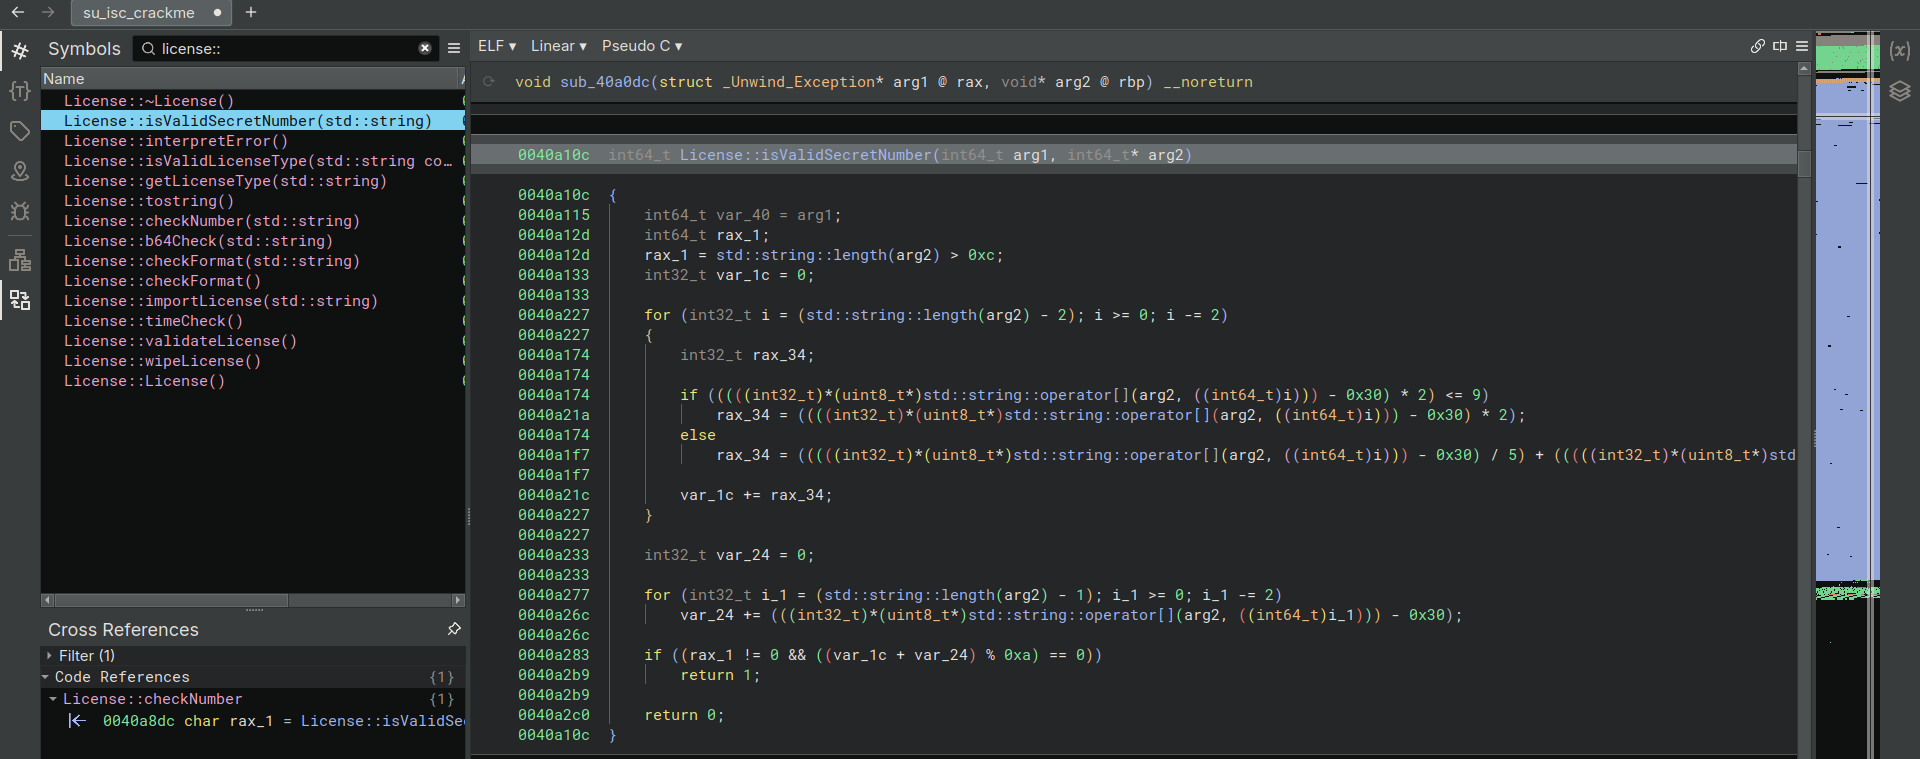 su_isc_crackme
Symbols
license::
Name
License::~License()
License::isValidSecretNumber(std::string)
License::interpretError()
License::isValidLicenseType(std::string co…
License::getLicenseType(std::string)
License::tostring()
License::checkNumber(std::string)
License::b64Check(std::string)
License::checkFormat(std::string)
License::checkFormat()
License::importLicense(std::string)
License::timeCheck()
License::validateLicense()
License::wipeLicense()
License::License()
Cross References
Filter (1)
Code References {1}
License::checkNumber {1}
0040a8dc char rax_1 = License::isValidSe
ELF ▾ Linear ▾ Pseudo C ▾
void sub_40a0dc(struct _Unwind_Exception* arg1 @ rax, void* arg2 @ rbp) __noreturn
0040a10c int64_t License::isValidSecretNumber(int64_t arg1, int64_t* arg2)
0040a10c {
0040a115 int64_t var_40 = arg1;
0040a12d int64_t rax_1;
0040a12d rax_1 = std::string::length(arg2) > 0xc;
0040a133 int32_t var_1c = 0;
0040a133
0040a227 for (int32_t i = (std::string::length(arg2) - 2); i >= 0; i -= 2)
0040a227 {
0040a174 int32_t rax_34;
0040a174
0040a174 if (((((int32_t)*(uint8_t*)std::string::operator[](arg2, ((int64_t)i))) - 0x30) * 2) <= 9)
0040a21a rax_34 = ((((int32_t)*(uint8_t*)std::string::operator[](arg2, ((int64_t)i))) - 0x30) * 2);
0040a174 else
0040a1f7 rax_34 = (((((int32_t)*(uint8_t*)std::string::operator[](arg2, ((int64_t)i))) - 0x30) / 5) + (((((int32_t)*(uint8_t*)std
0040a1f7
0040a21c var_1c += rax_34;
0040a227 }
0040a227
0040a233 int32_t var_24 = 0;
0040a233
0040a277 for (int32_t i_1 = (std::string::length(arg2) - 1); i_1 >= 0; i_1 -= 2)
0040a26c var_24 += (((int32_t)*(uint8_t*)std::string::operator[](arg2, ((int64_t)i_1))) - 0x30);
0040a26c
0040a283 if ((rax_1 != 0 && ((var_1c + var_24) % 0xa) == 0))
0040a2b9 return 1;
0040a2b9
0040a2c0 return 0;
0040a10c }